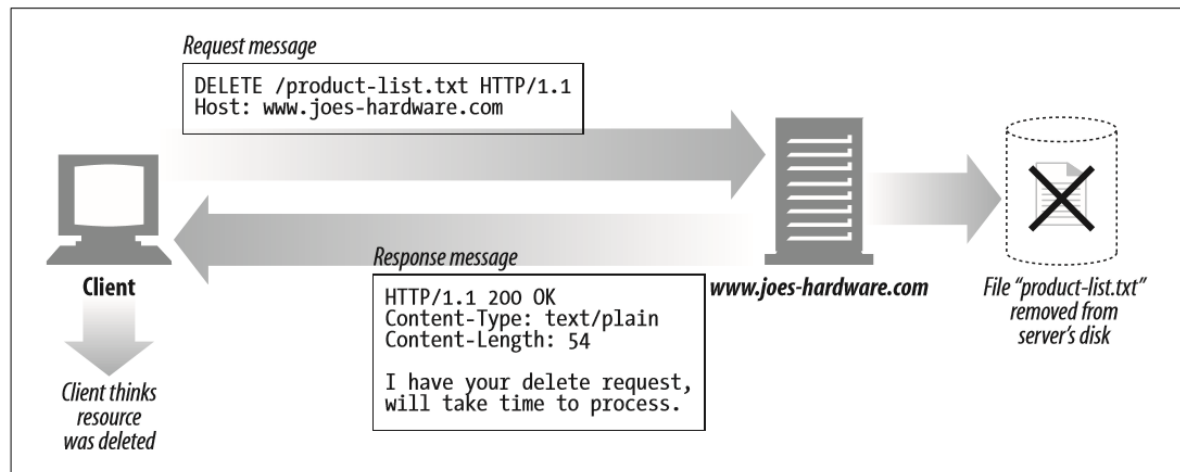 Request message
DELETE /product-list.txt HTTP/1.1
Host: www.joes-hardware.com
Client
www.joes-hardware.com
File “product-list.txt”
removed from
server’s disk
Response message
HTTP/1.1 200 OK
Content-Type: text/plain
Content-Length: 54
I have your delete request,
will take time to process.
Client thinks
resource
was deleted